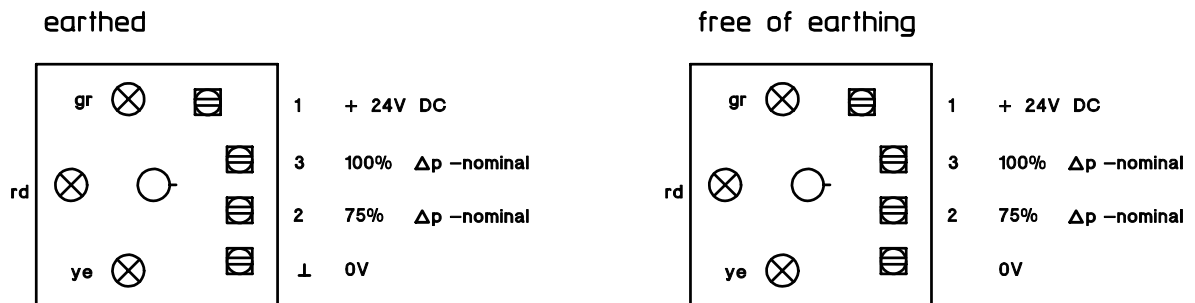 earthed
gr 1 + 24V DC
3 100% Δp -nominal
rd
2 75% Δp -nominal
ye ⊥ 0V
free of earthing
gr 1 + 24V DC
3 100% Δp -nominal
rd
2 75% Δp -nominal
ye 0V